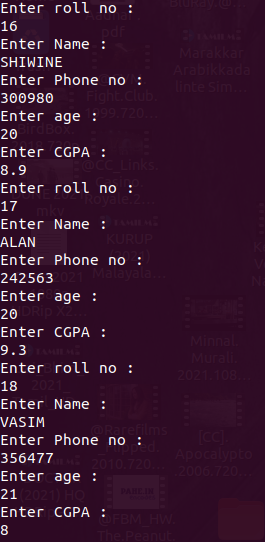 Enter roll no :
16
Enter Name :
SHIWINE
Enter Phone no :
300980
Enter age :
20
Enter CGPA :
8.9
Enter roll no :
17
Enter Name :
ALAN
Enter Phone no :
242563
Enter age :
20
Enter CGPA :
9.3
Enter roll no :
18
Enter Name :
VASIM
Enter Phone no :
356477
Enter age :
21
Enter CGPA :
8